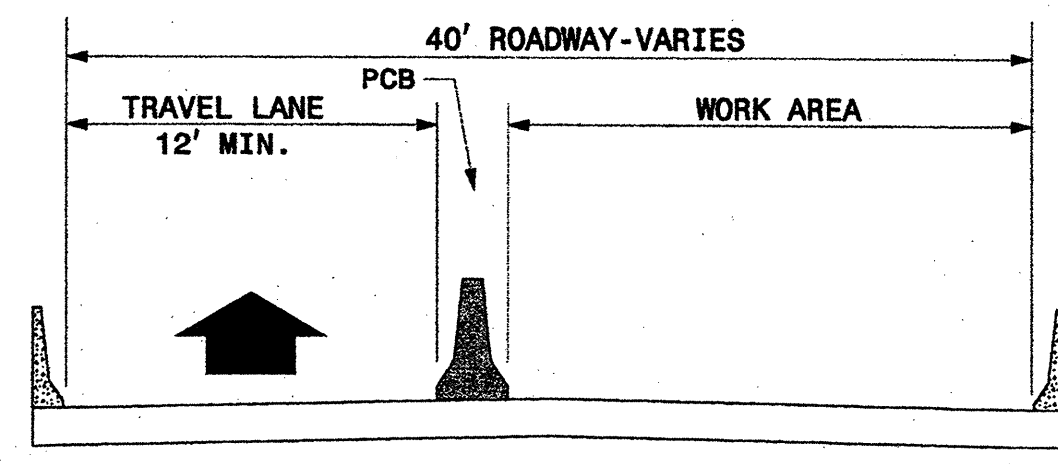 40' ROADWAY-VARIES
PCB
TRAVEL LANE
12' MIN.
WORK AREA